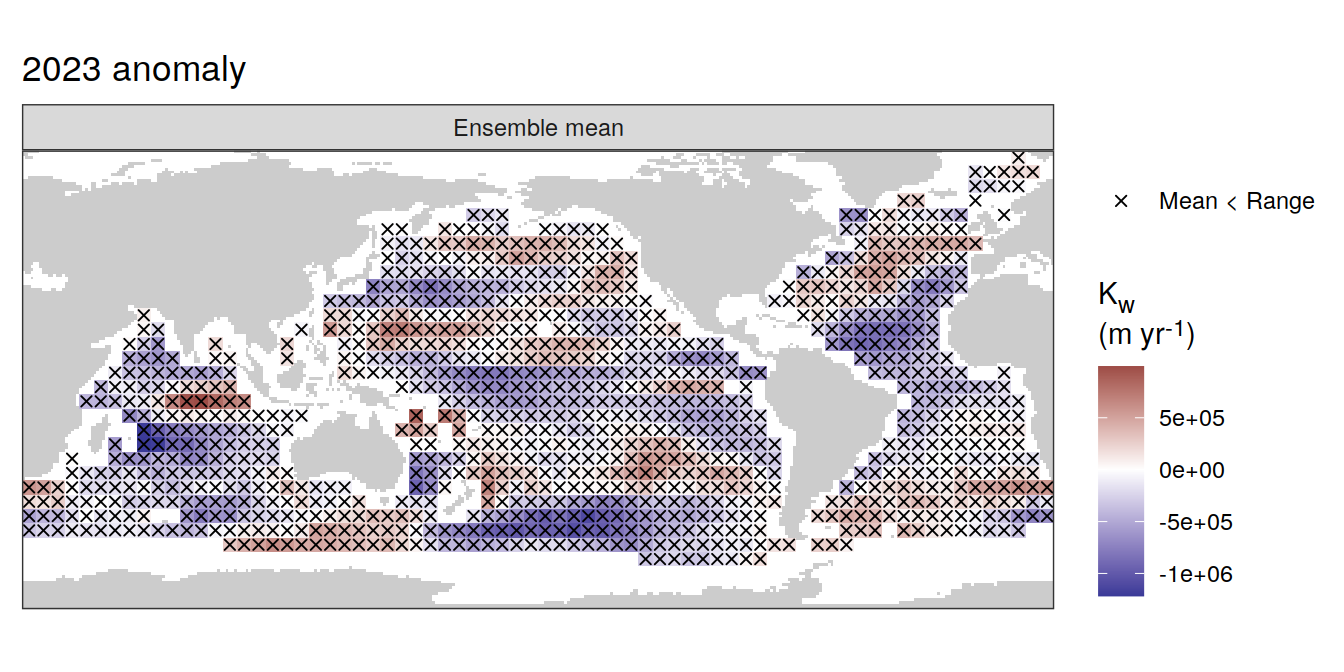 2023 anomaly
Ensemble mean
× Mean < Range
Kw
(m yr-1)
5e+05
0e+00
-5e+05
-1e+06